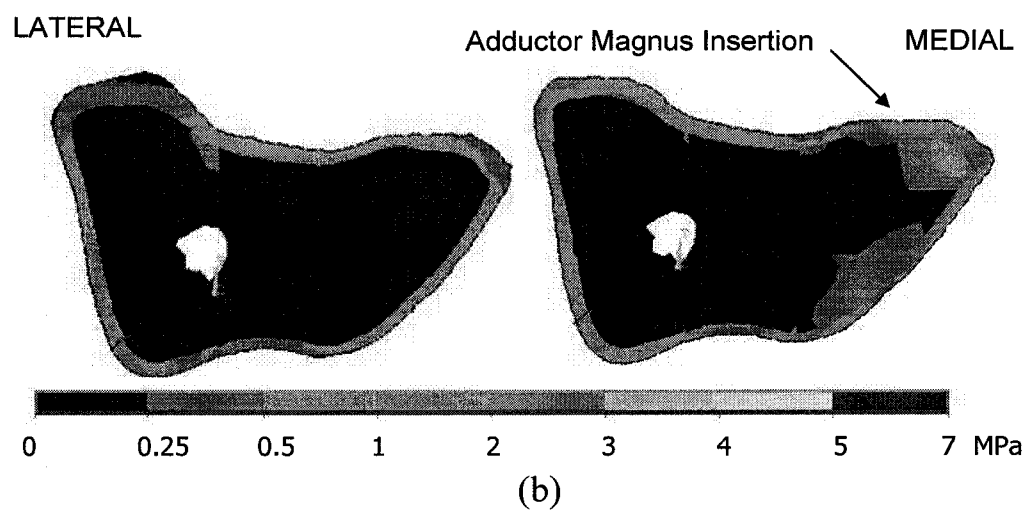 LATERAL
Adductor Magnus Insertion
MEDIAL
0 0.25 0.5 1 2 3 4 5 7 MPa
(b)